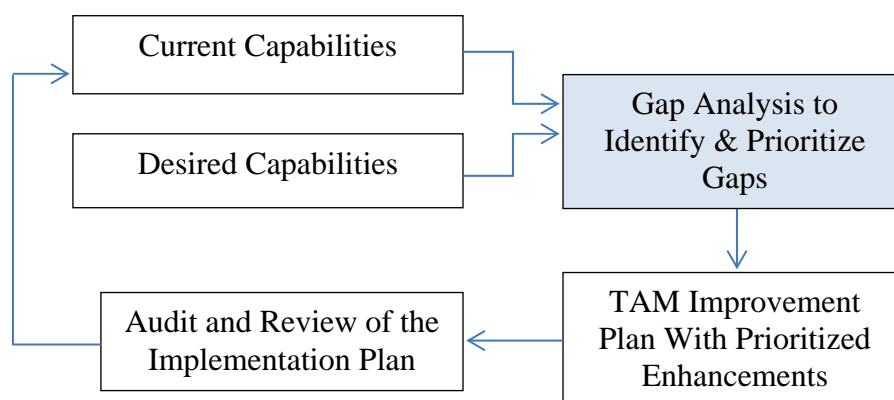 Current Capabilities
Desired Capabilities
Gap Analysis to
Identify & Prioritize
Gaps
TAM Improvement
Plan With Prioritized
Enhancements
Audit and Review of the
Implementation Plan